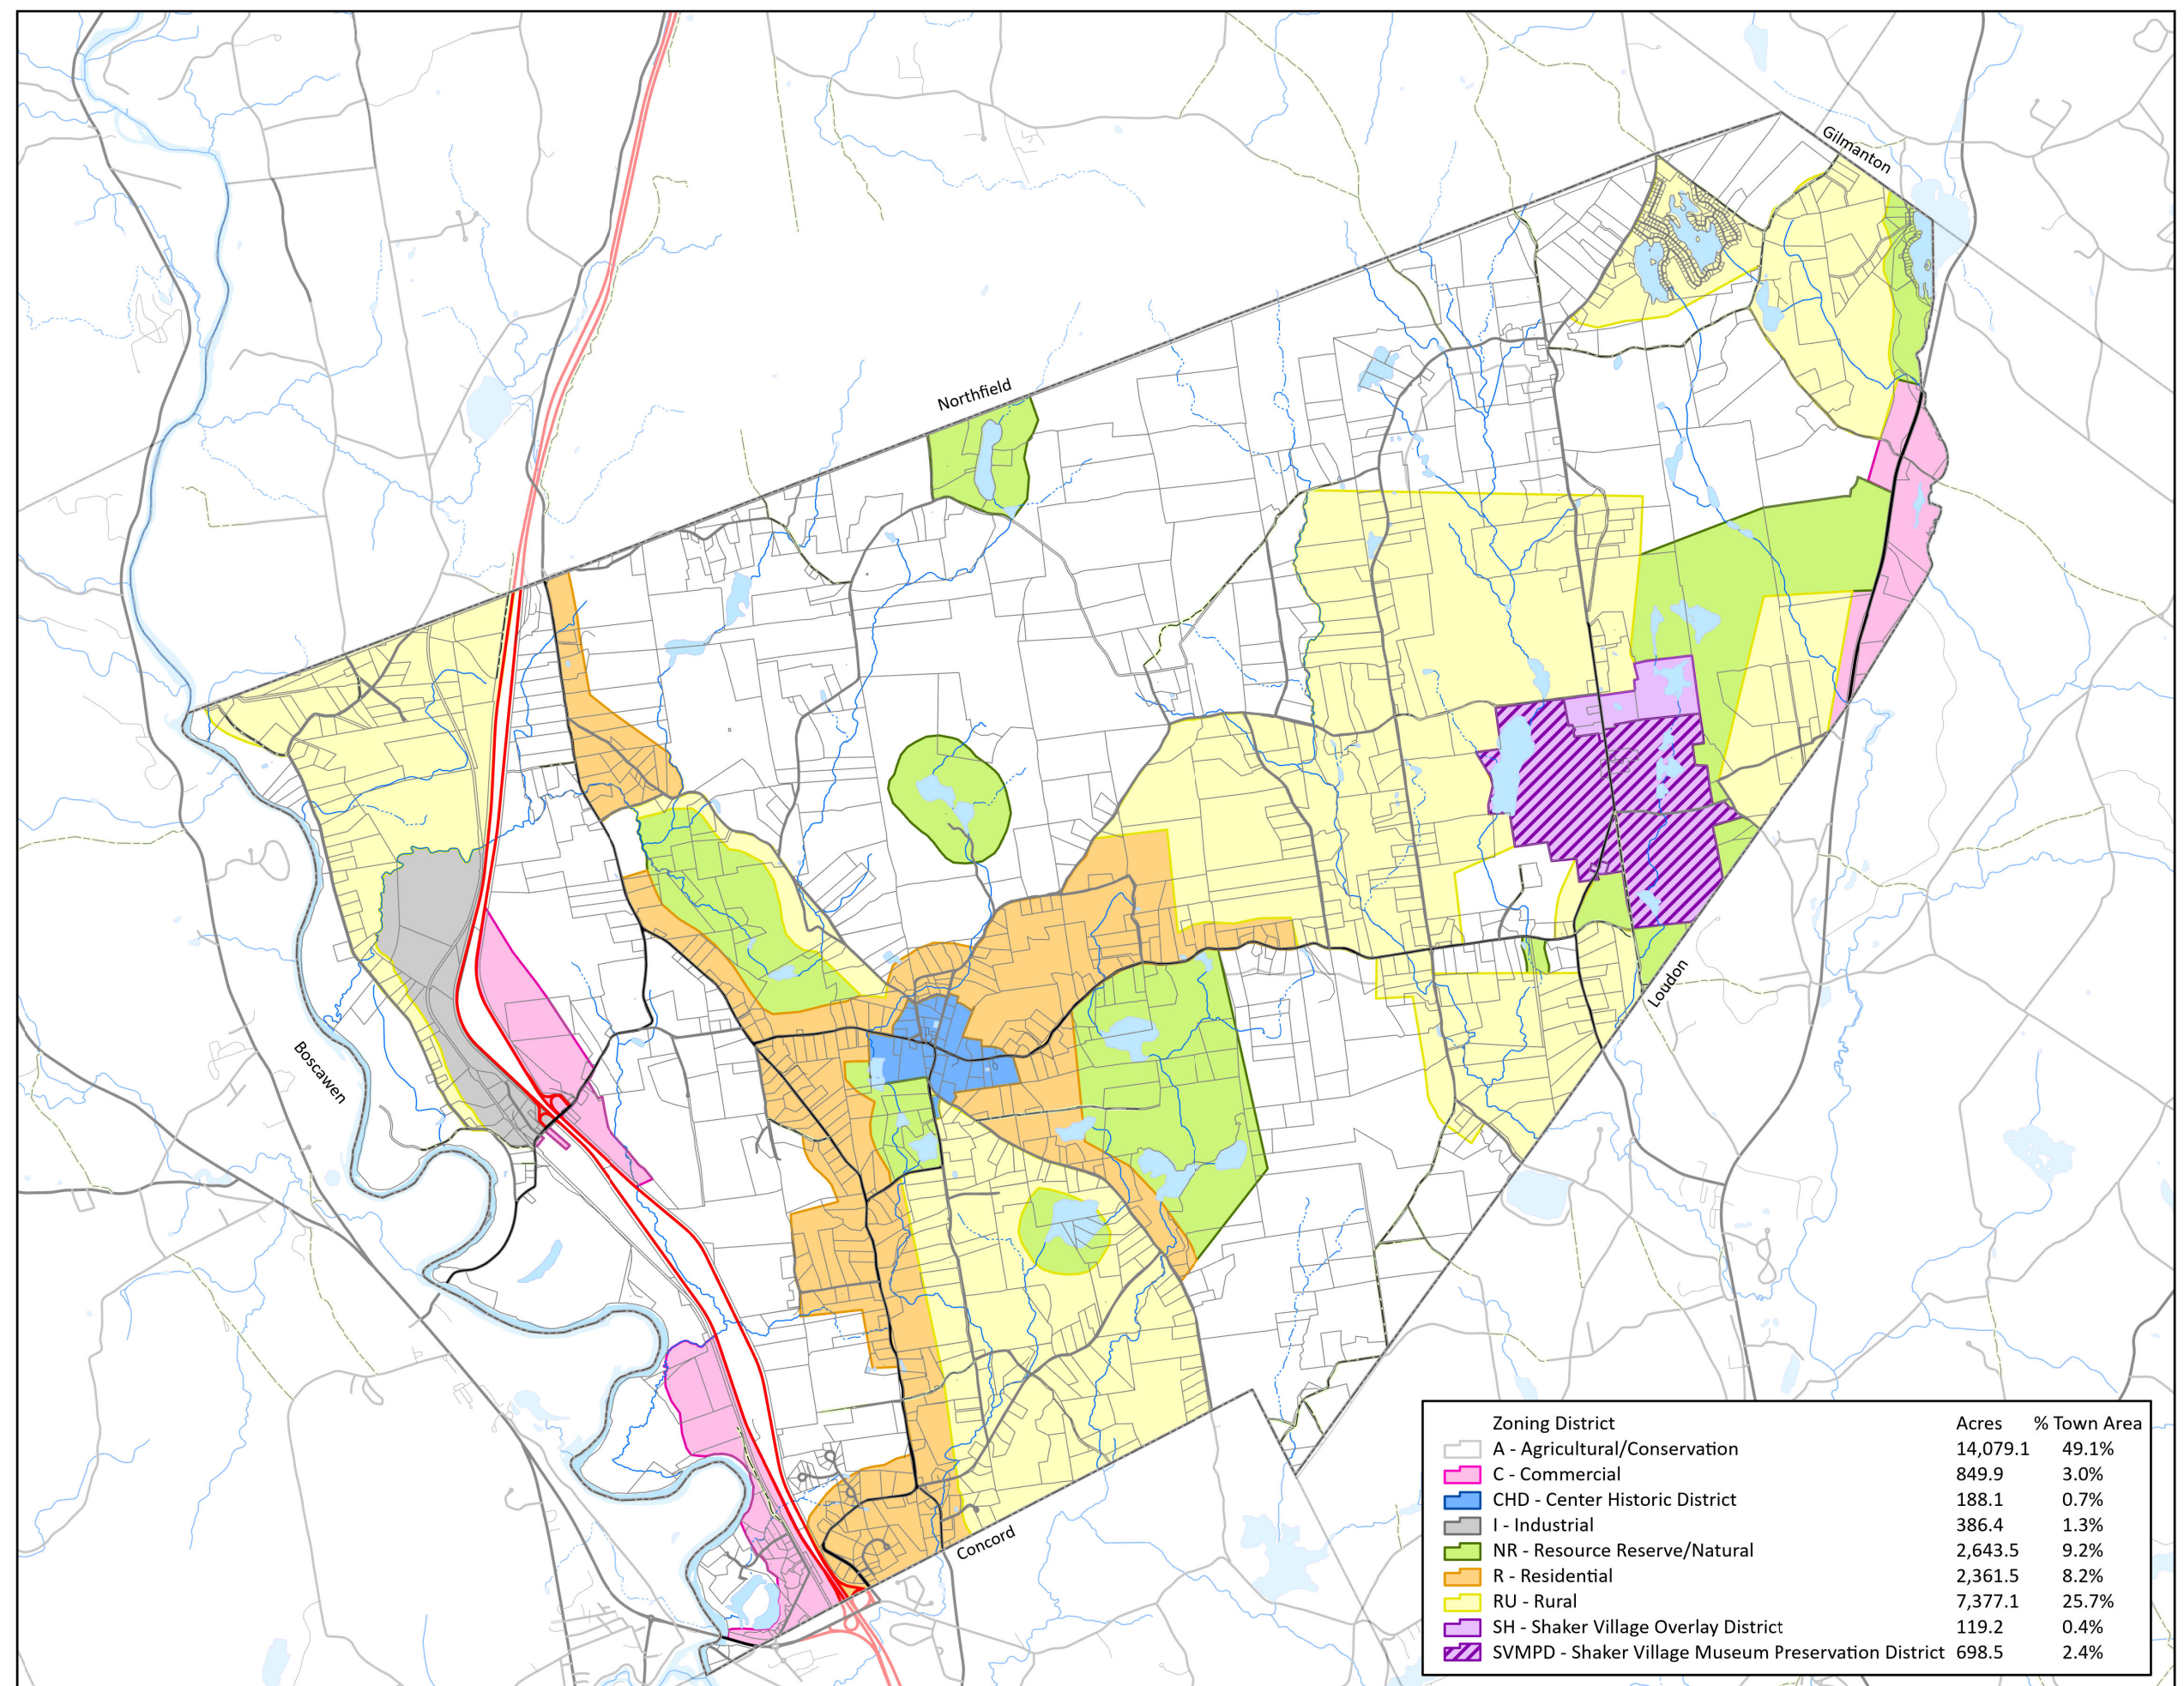 Gilmanton
Northfield
Loudon
Boscawen
Concord
Zoning District Acres % Town Area
A - Agricultural/Conservation 14,079.1 49.1%
C - Commercial 849.9 3.0%
CHD - Center Historic District 188.1 0.7%
I - Industrial 386.4 1.3%
NR - Resource Reserve/Natural 2,643.5 9.2%
R - Residential 2,361.5 8.2%
RU - Rural 7,377.1 25.7%
SH - Shaker Village Overlay District 119.2 0.4%
SVMPD - Shaker Village Museum Preservation District 698.5 2.4%